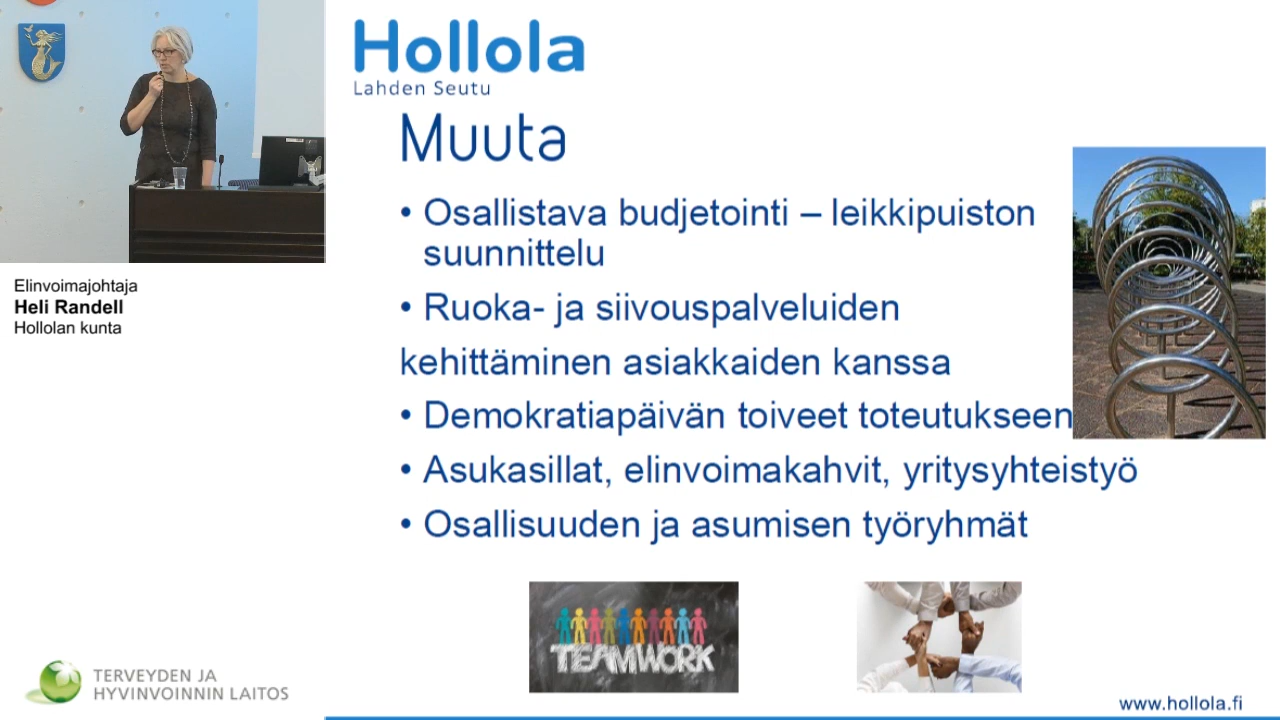 Hollola
Lahden Seutu
Muuta
• Osallistava budjetointi – leikkipuiston
suunnittelu
• Ruoka- ja siivouspalveluiden
kehittäminen asiakkaiden kanssa
• Demokratiapäivän toiveet toteutukseen
• Asukasillat, elinvoimakahvit, yritysyhteistyö
• Osallisuuden ja asumisen työryhmät
TEAMWORK
www.hollola.fi
Elinvoimajohtaja
Heli Randell
Hollolan kunta
TERVEYDEN JA
HYVINVOINNIN LAITOS